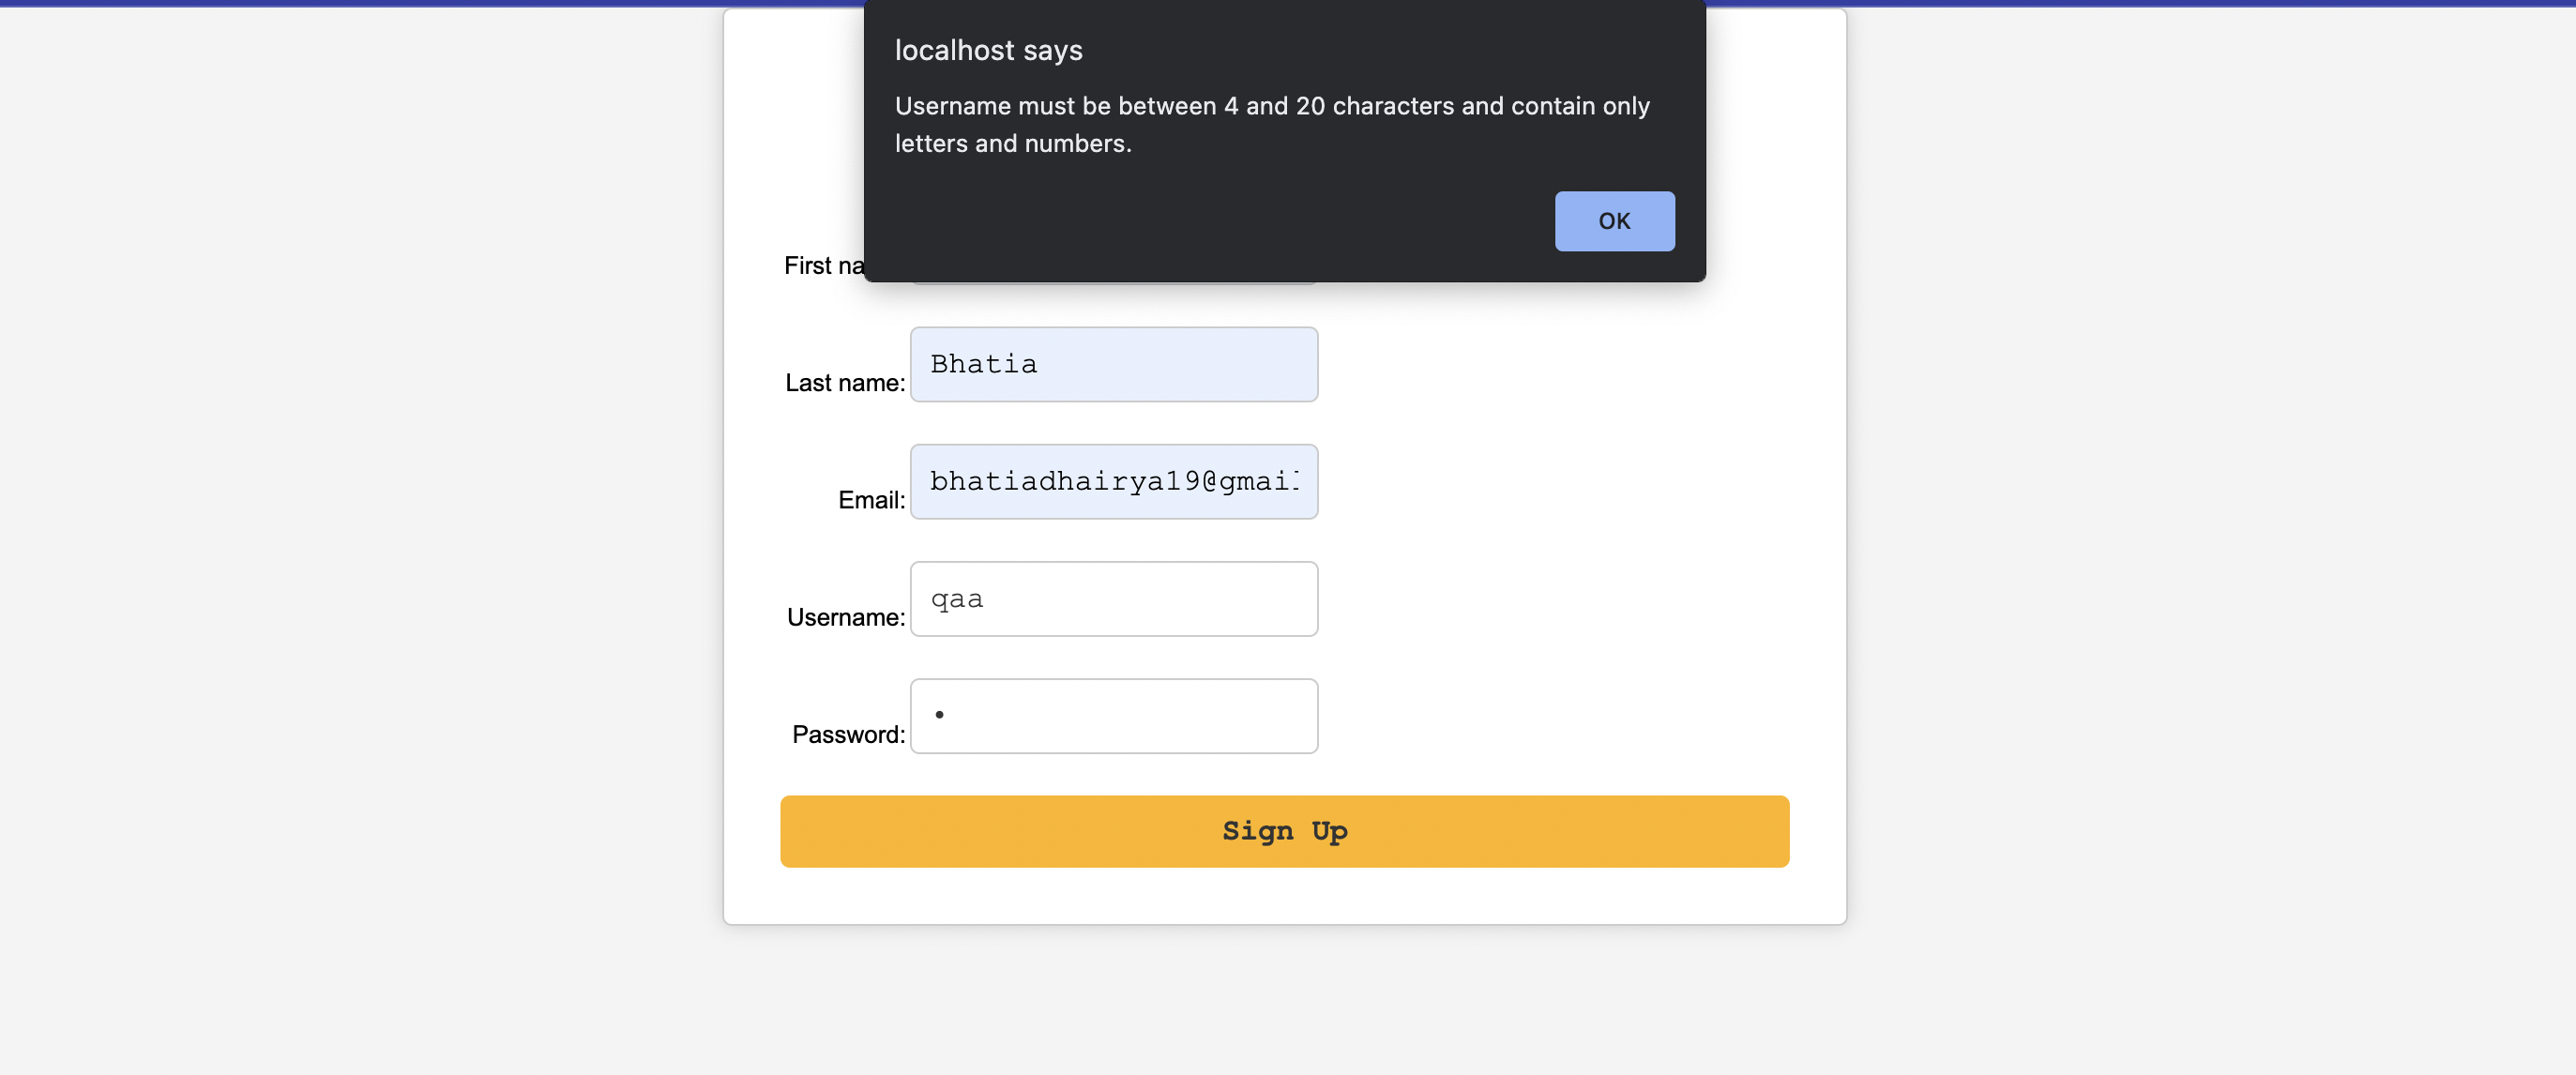 localhost says
Username must be between 4 and 20 characters and contain only
letters and numbers.
OK
First na
Last name: Bhatia
Email: bhatiadhairya19@gmail
Username: qaa
Password: •
Sign Up